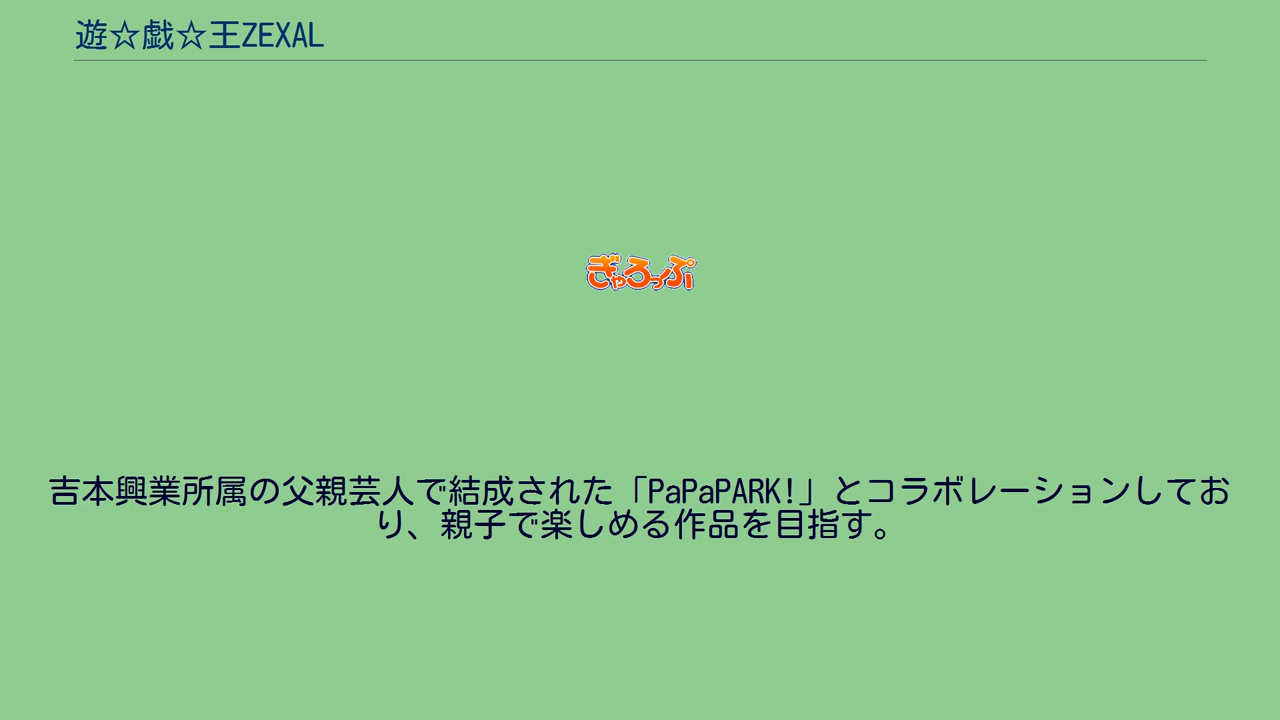 遊☆戯☆王ZEXAL
ぎゃろっぷ
吉本興業所属の父親芸人で結成された「PaPaPARK!」とコラボレーションしてお
り、親子で楽しめる作品を目指す。